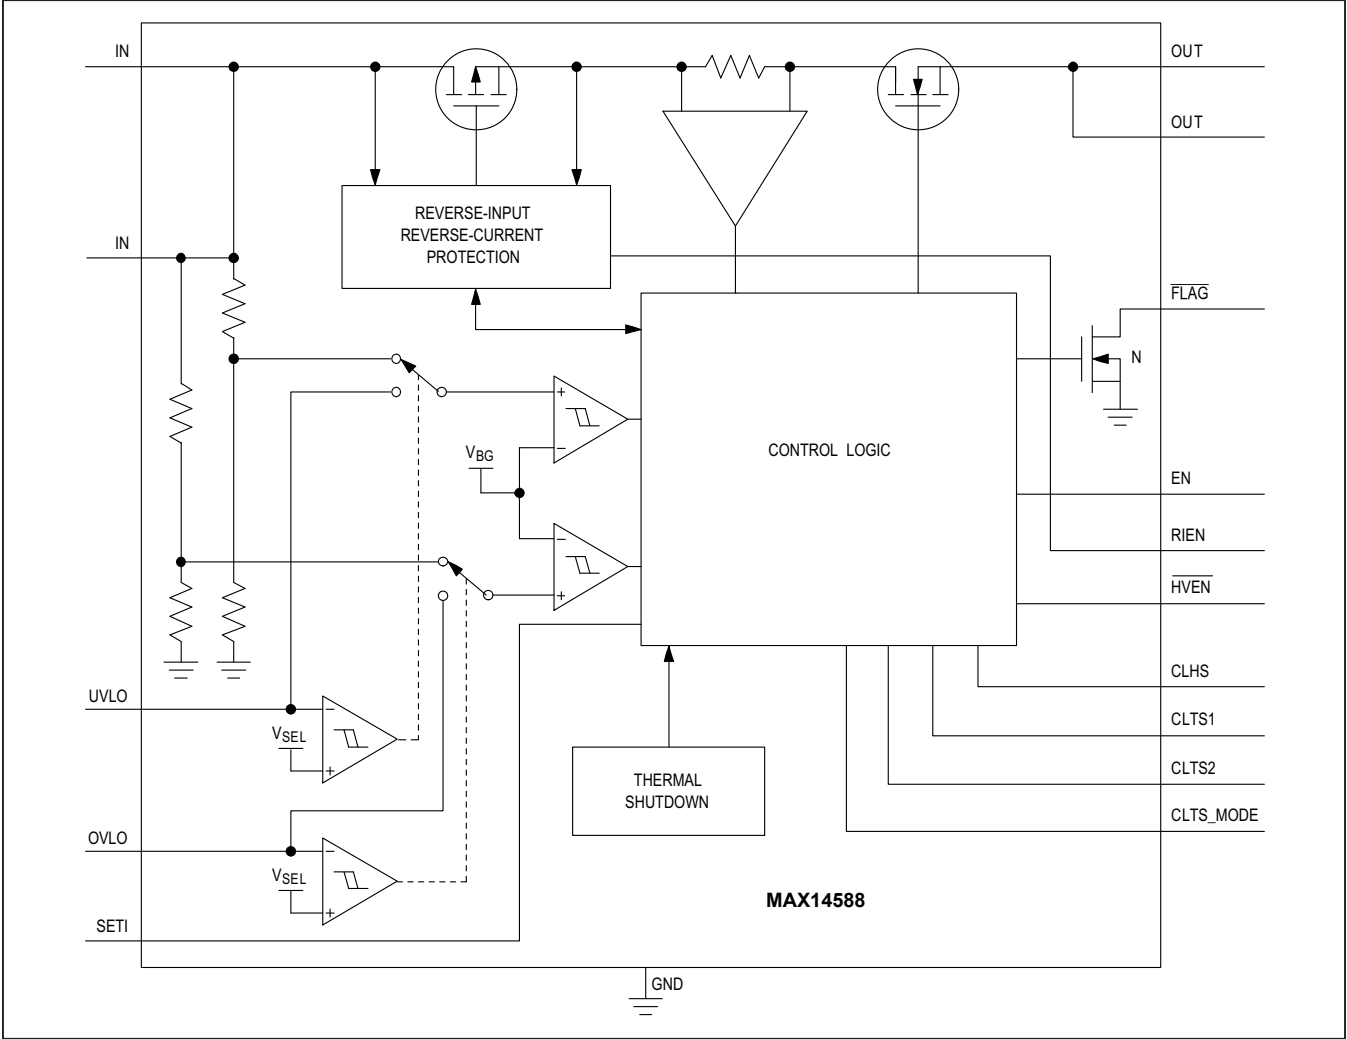 IN
OUT
OUT
REVERSE-INPUT
REVERSE-CURRENT
PROTECTION
IN
FLAG
N
CONTROL LOGIC
+
−
VBG
−
+
EN
RIEN
HVEN
CLHS
CLTS1
CLTS2
CLTS_MODE
UVLO
−
VSEL
+
THERMAL
SHUTDOWN
OVLO
−
VSEL
+
MAX14588
SETI
GND